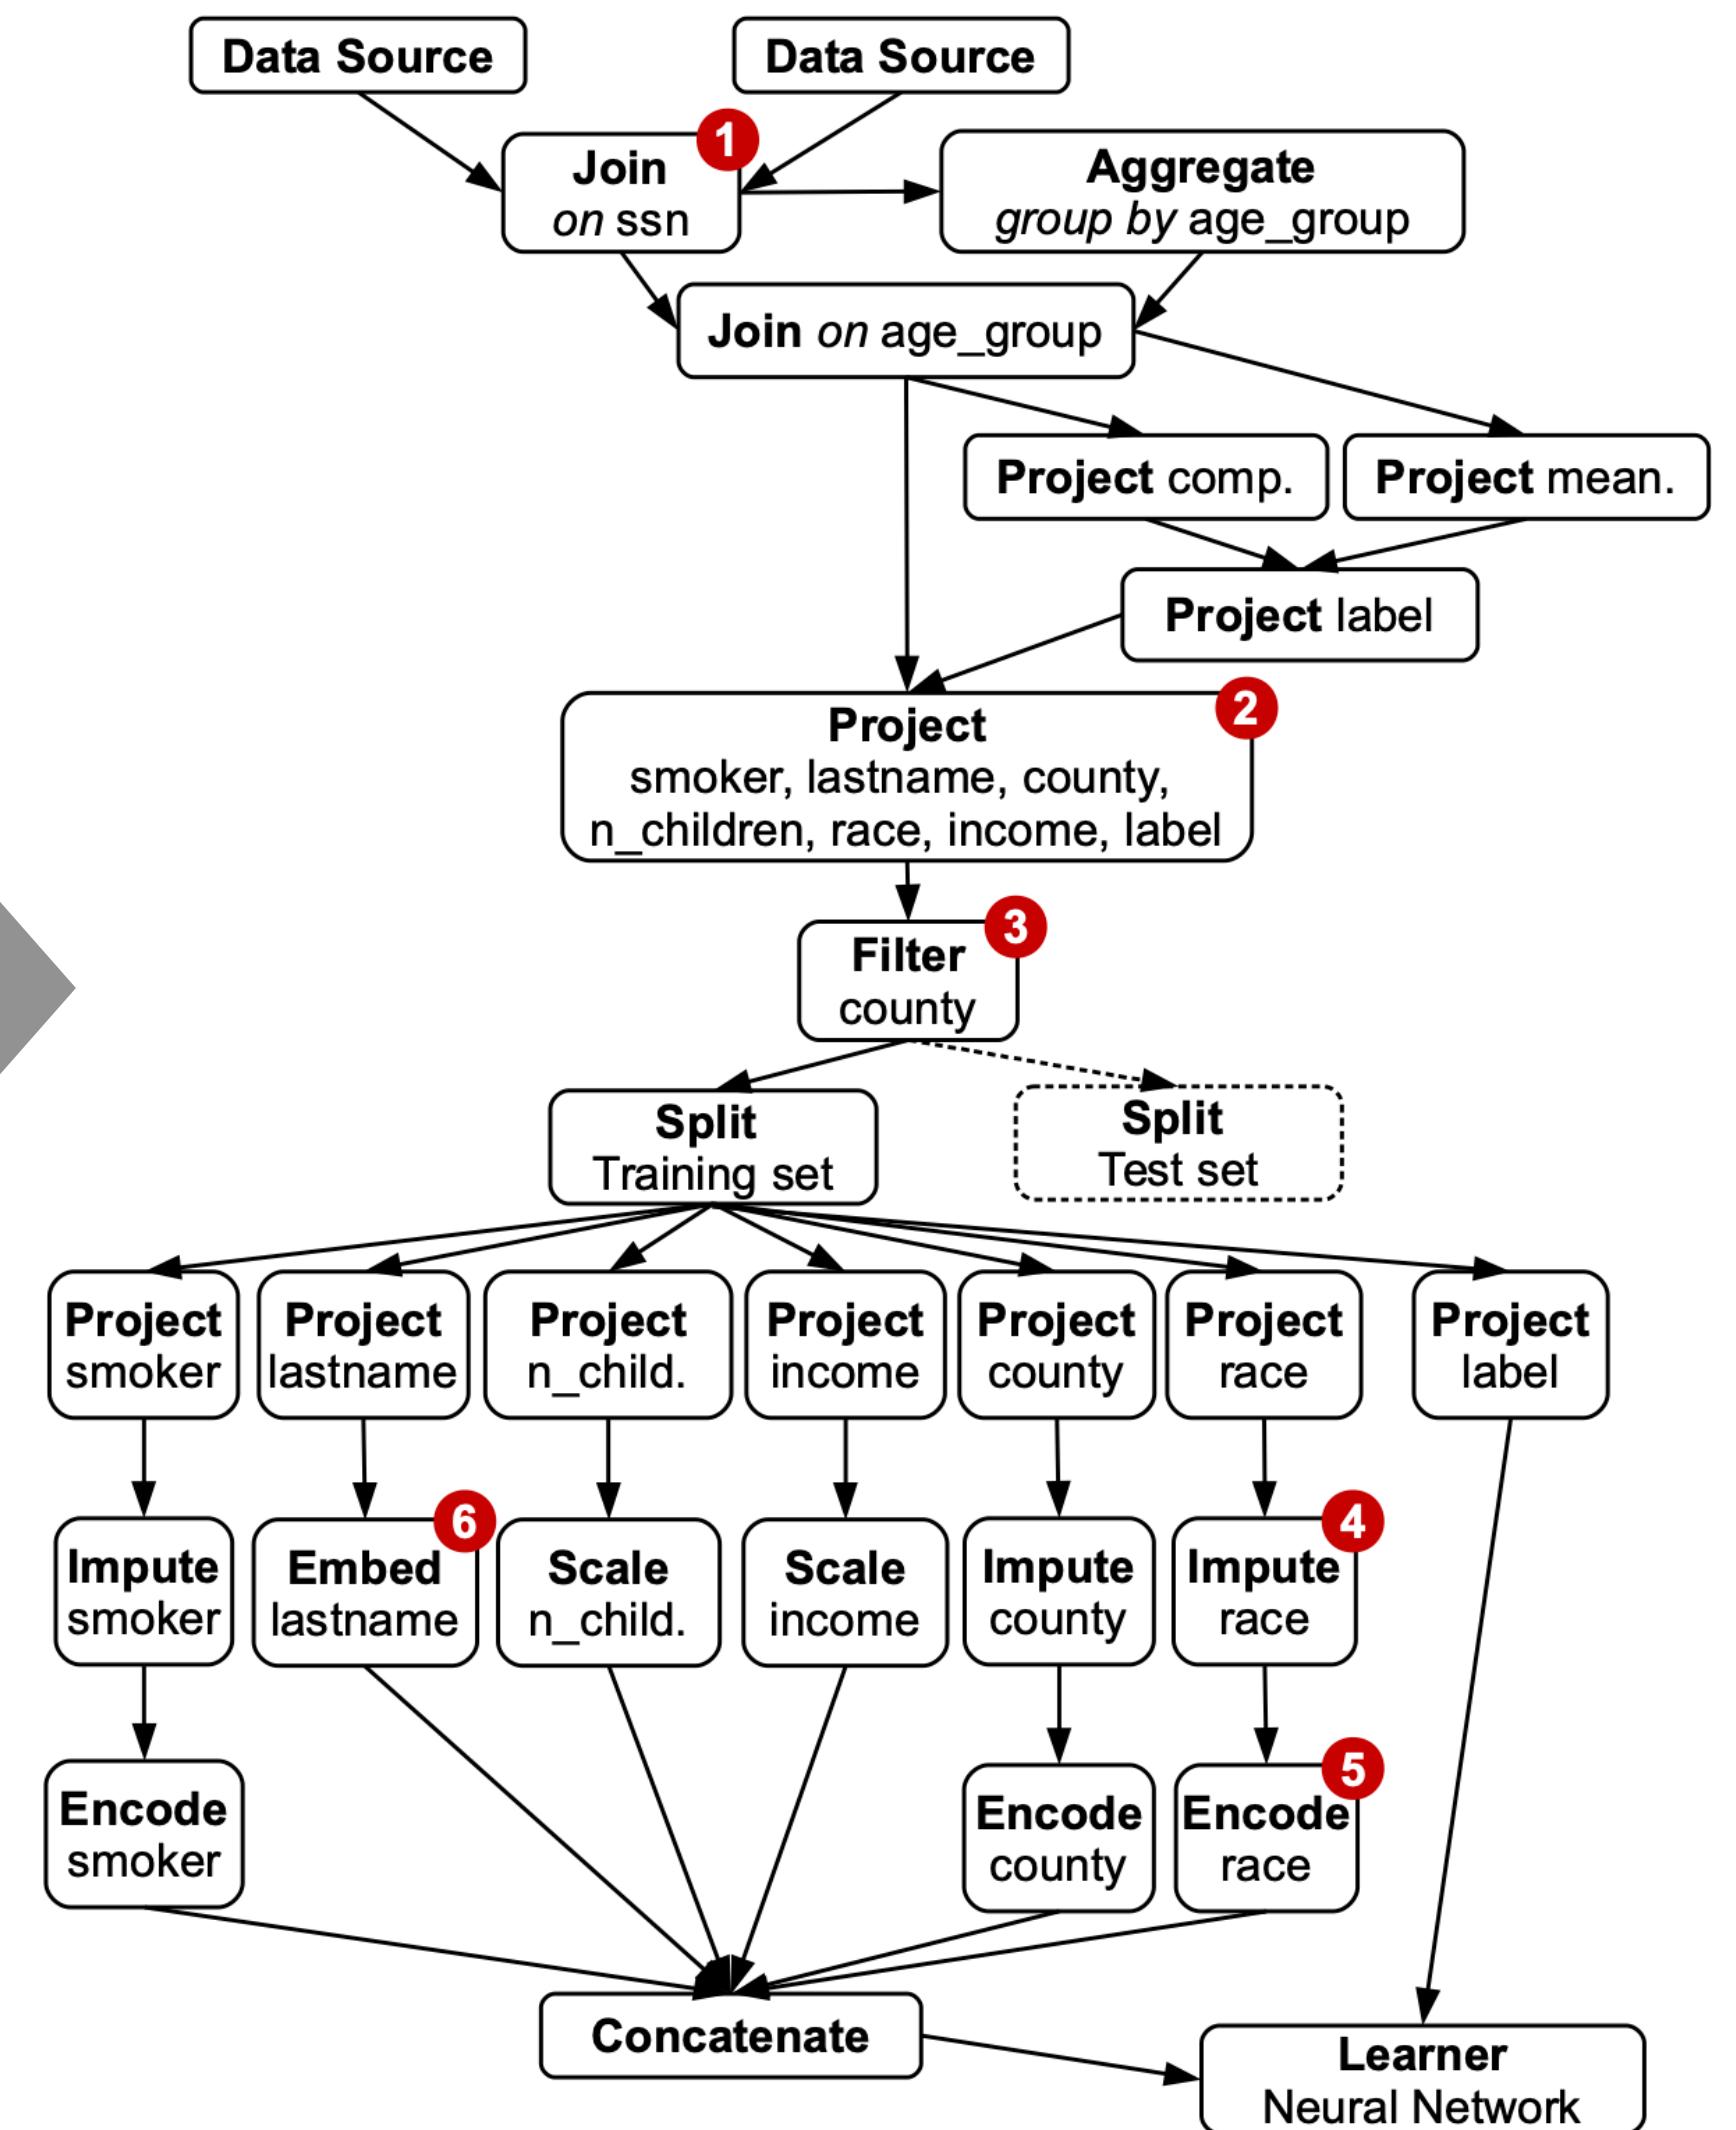 Data Source
Data Source
1
Join
on ssn
Aggregate
group by age_group
Join on age_group
Project comp.
Project mean.
Project label
2
Project
smoker, lastname, county,
n_children, race, income, label
3
Filter
county
Split
Training set
Split
Test set
Project
smoker
Project
lastname
Project
n_child.
Project
income
Project
county
Project
race
Project
label
Impute
smoker
6
Embed
lastname
Scale
n_child.
Scale
income
Impute
county
4
Impute
race
Encode
smoker
Encode
county
5
Encode
race
Concatenate
Learner
Neural Network